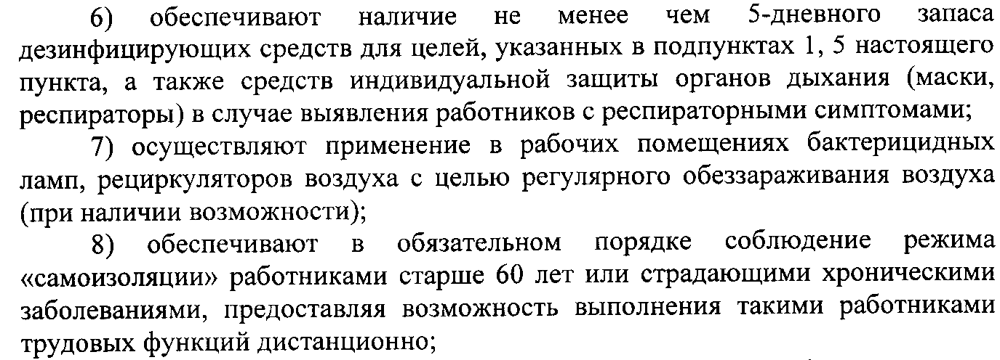 6) обеспечивают наличие не менее чем 5-дневного запаса
дезинфицирующих средств для целей, указанных в подпунктах 1, 5 настоящего
пункта, а также средств индивидуальной защиты органов дыхания (маски,
респираторы) в случае выявления работников с респираторными симптомами;
7) осуществляют применение в рабочих помещениях бактерицидных
ламп, рециркуляторов воздуха с целью регулярного обеззараживания воздуха
(при наличии возможности);
8) обеспечивают в обязательном порядке соблюдение режима
«самоизоляции» работниками старше 60 лет или страдающими хроническими
заболеваниями, предоставляя возможность выполнения такими работниками
трудовых функций дистанционно;